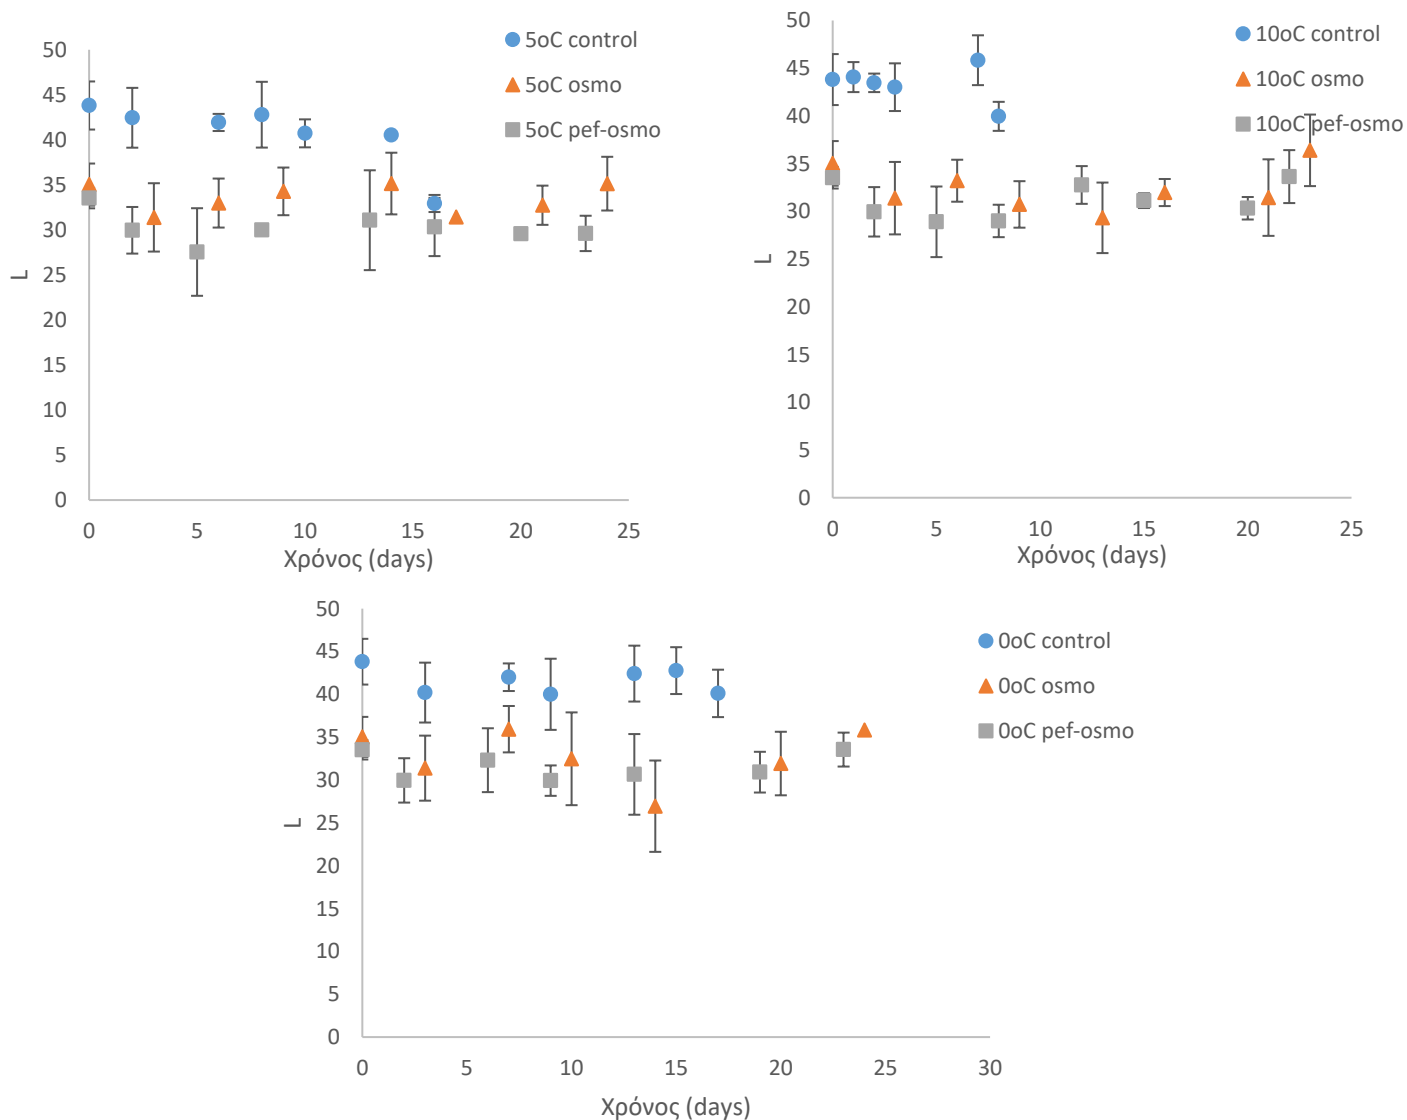 5oC control
5oC osmo
5oC pef-osmo
50
45
40
35
30
25
20
15
10
5
0
L
0 5 10 15 20 25
Χρόνος (days)
10oC control
10oC osmo
10oC pef-osmo
50
45
40
35
30
25
20
15
10
5
0
L
0 5 10 15 20 25
Χρόνος (days)
0oC control
0oC osmo
0oC pef-osmo
50
45
40
35
30
25
20
15
10
5
0
L
0 5 10 15 20 25 30
Χρόνος (days)